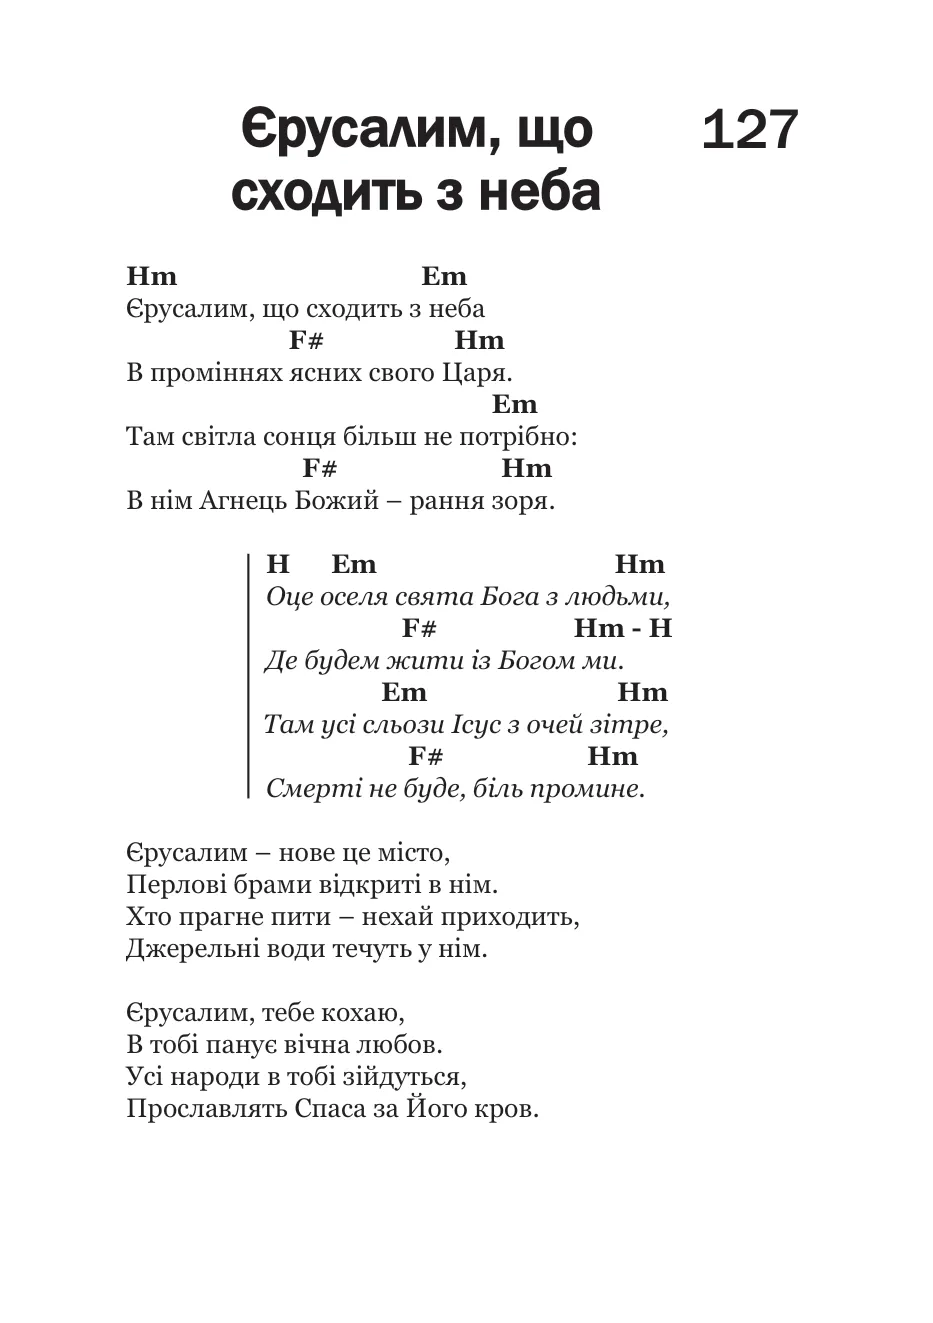 Єрусалим, що 127
сходить з неба
Hm Em
Єрусалим, що сходить з неба
F# Hm
В проміннях ясних свого Царя.
Em
Там світла сонця більш не потрібно:
F# Hm
В нім Агнець Божий – рання зоря.
H Em Hm
Оце оселя свята Бога з людьми,
F# Hm - H
Де будем жити із Богом ми.
Em Hm
Там усі сльози Ісус з очей зітре,
F# Hm
Смерті не буде, біль промине.
Єрусалим – нове це місто,
Перлові брами відкриті в нім.
Хто прагне пити – нехай приходить,
Джерельні води течуть у нім.
Єрусалим, тебе кохаю,
В тобі панує вічна любов.
Усі народи в тобі зійдуться,
Прославлять Спаса за Його кров.